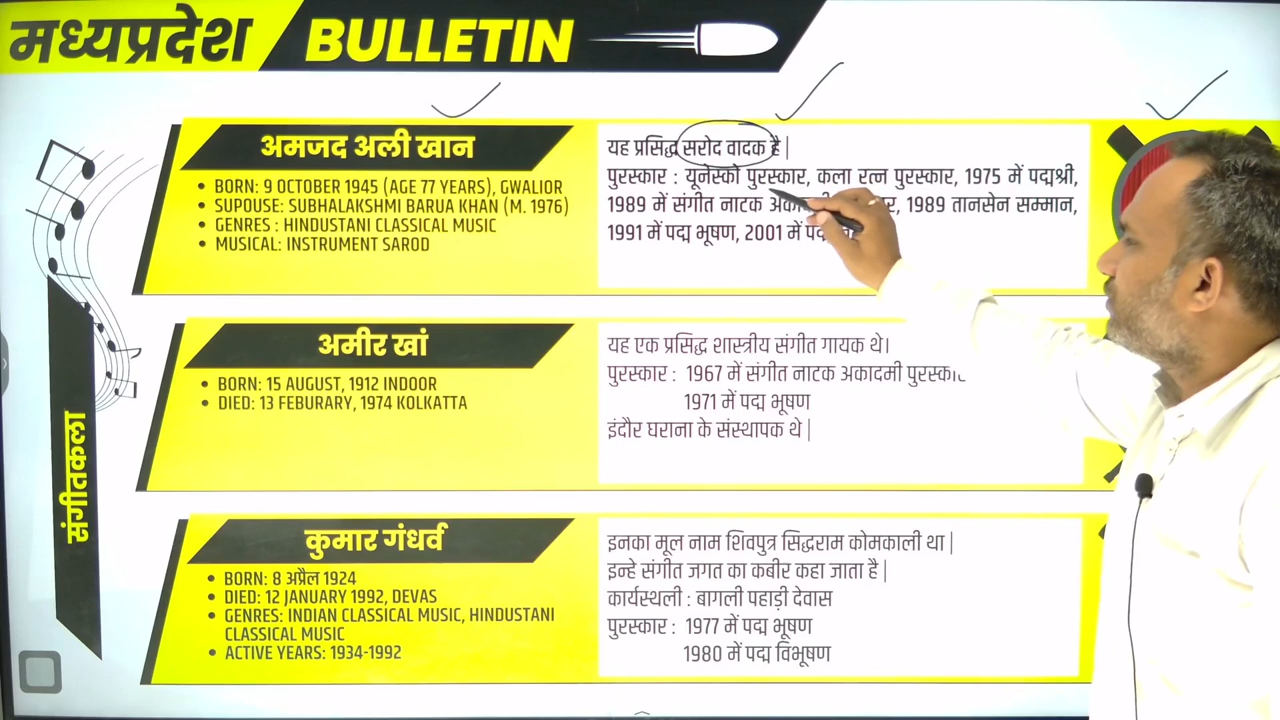 मध्यप्रदेश BULLETIN
अमजद अली खान
BORN: 9 OCTOBER 1945 (AGE 77 YEARS), GWALIOR
SUPOUSE: SUBHALAKSHMI BARUA KHAN (M. 1976)
GENRES : HINDUSTANI CLASSICAL MUSIC
MUSICAL: INSTRUMENT SAROD
यह प्रसिद्ध सरोद वादक है |
पुरस्कार : यूनेस्को पुरस्कार, कला रत्न पुरस्कार, 1975 में पद्मश्री,
1989 में संगीत नाटक 1989 तानसेन सम्मान,
1991 में पद्म भूषण, 2001 में
अमीर खां
BORN: 15 AUGUST, 1912 INDOOR
DIED: 13 FEBURARY, 1974 KOLKATTA
यह एक प्रसिद्ध शास्त्रीय संगीत गायक थे।
पुरस्कार : 1967 में संगीत नाटक अकादमी
1971 में पद्म भूषण
इंदौर घराना के संस्थापक थे |
संगीतकला
कुमार गंधर्व
BORN: 8 अप्रैल 1924
DIED: 12 JANUARY 1992, DEVAS
GENRES: INDIAN CLASSICAL MUSIC, HINDUSTANI
CLASSICAL MUSIC
ACTIVE YEARS: 1934-1992
इनका मूल नाम शिवपुत्र सिद्धराम कोमकाली था |
इन्हे संगीत जगत का कबीर कहा जाता है |
कार्यस्थली : बागली पहाड़ी देवास
पुरस्कार : 1977 में पद्म भूषण
1980 में पद्म विभूषण